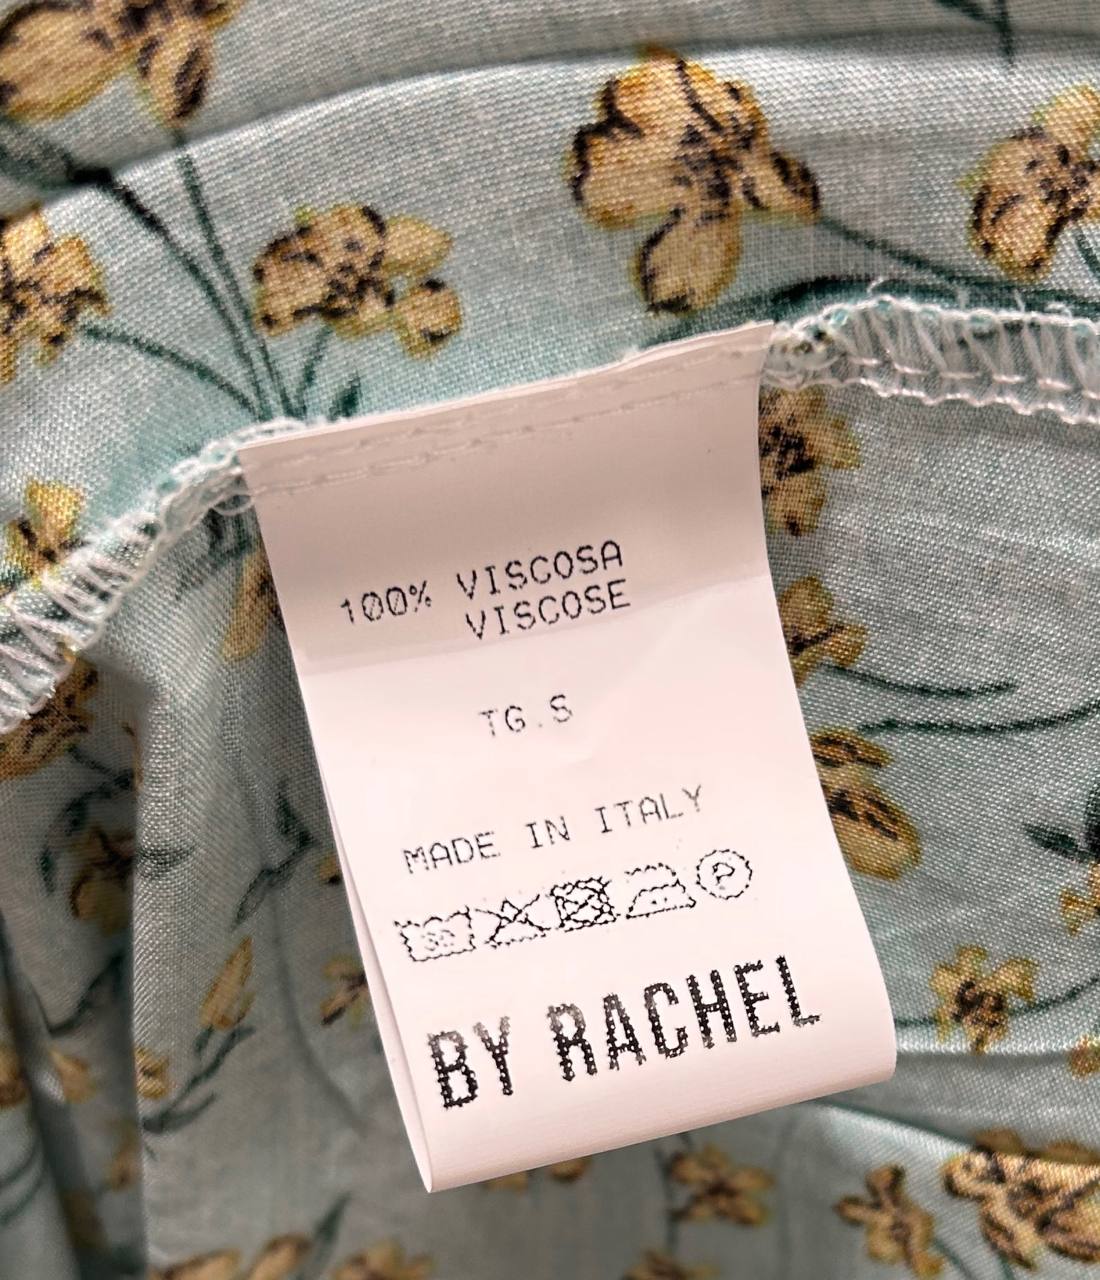 100% VISCOSA
VISCOSE
TG.S
MADE IN ITALY
P
BY RACHEL